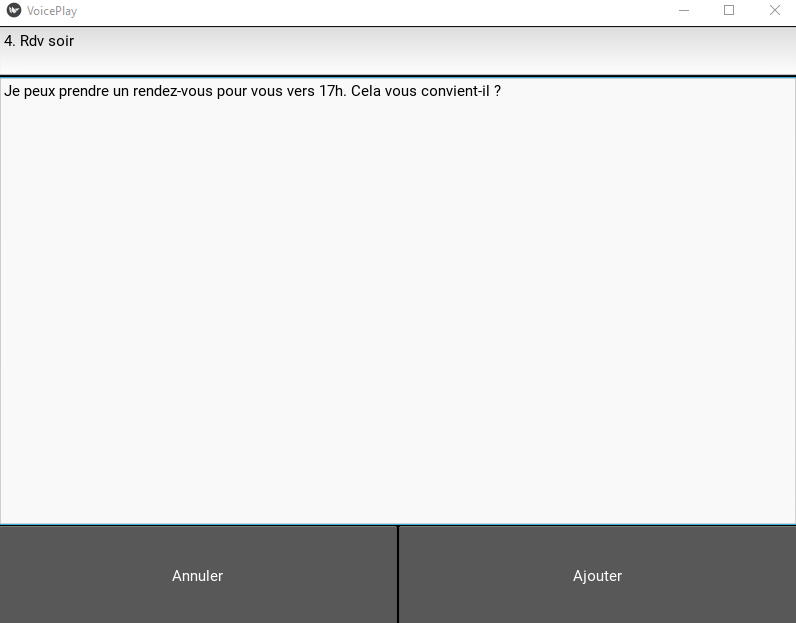 VoicePlay
4. Rdv soir
Je peux prendre un rendez-vous pour vous vers 17h. Cela vous convient-il ?
Annuler
Ajouter